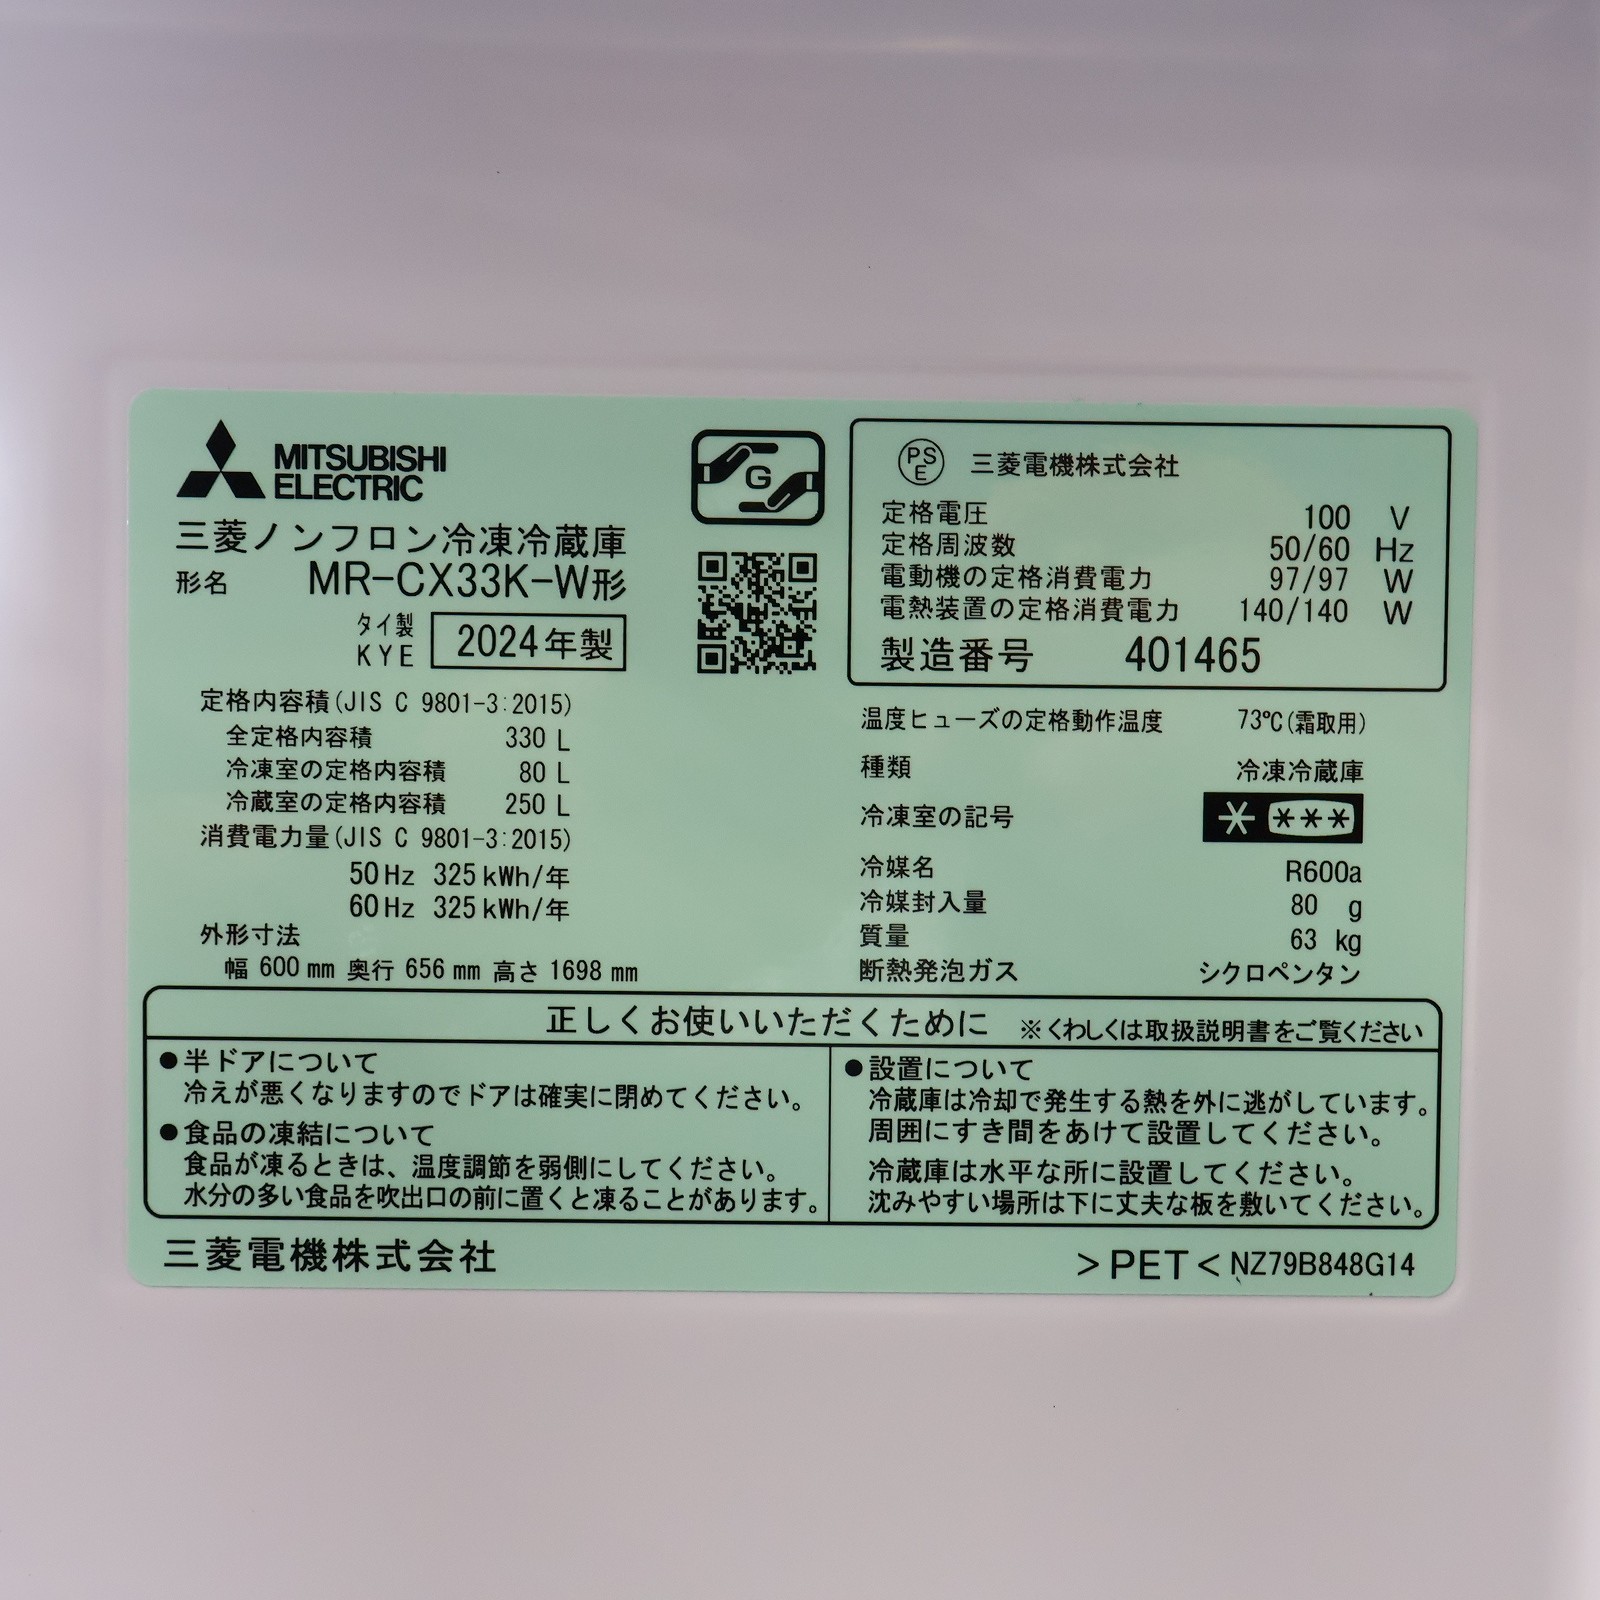 MITSUBISHI
ELECTRIC
三菱ノンフロン冷凍冷蔵庫
形名 MR-CX33K-W形
タイ製
KYE
2024年製
G
定格内容積(JIS C 9801-3:2015)
全定格内容積 330 L
冷凍室の定格内容積 80 L
冷蔵室の定格内容積 250 L
消費電力量(JIS C 9801-3:2015)
50Hz 325kWh/年
60Hz 325kWh/年
外形寸法
幅 600mm 奥行 656mm 高さ 1698mm
PSE 三菱電機株式会社
定格電圧 100 V
定格周波数 50/60 Hz
電動機の定格消費電力 97/97 W
電熱装置の定格消費電力 140/140 W
製造番号 401465
温度ヒューズの定格動作温度 73℃(霜取用)
種類 冷凍冷蔵庫
冷凍室の記号 * ***
冷媒名 R600a
冷媒封入量 80 g
質量 63 kg
断熱発泡ガス シクロペンタン
正しくお使いいただくために ※くわしくは取扱説明書をご覧ください
●半ドアについて
冷えが悪くなりますのでドアは確実に閉めてください。
●食品の凍結について
食品が凍るときは、温度調節を弱側にしてください。
水分の多い食品を吹出口の前に置くと凍ることがあります。
●設置について
冷蔵庫は冷却で発生する熱を外に逃がしています。
周囲にすき間をあけて設置してください。
冷蔵庫は水平な所に設置してください。
沈みやすい場所は下に丈夫な板を敷いてください。
三菱電機株式会社
>PET< NZ79B848G14